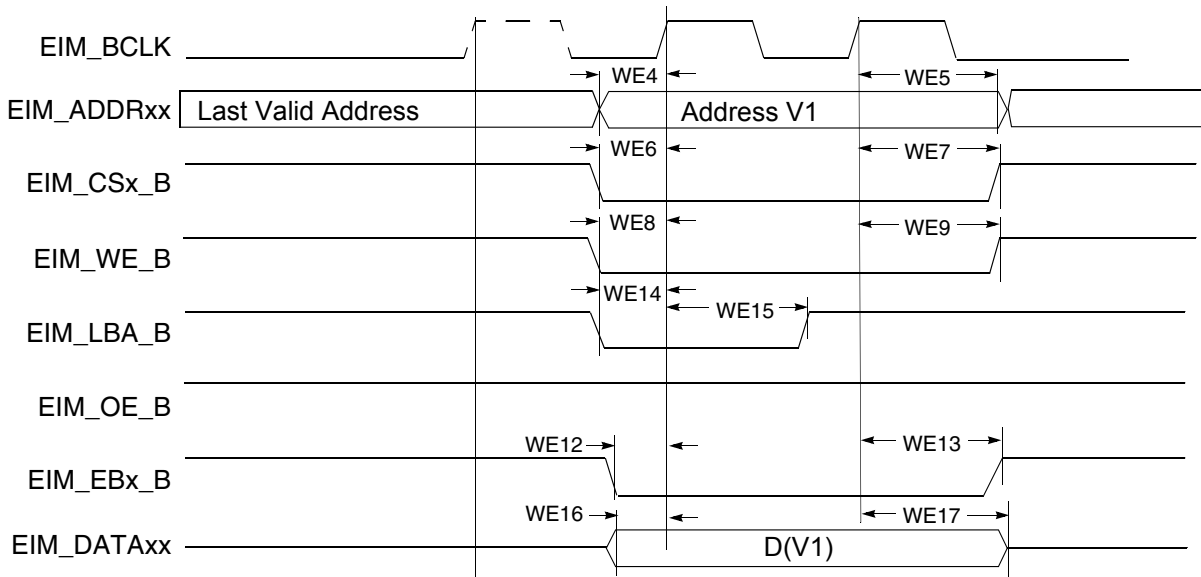 EIM_BCLK
WE4
WE5
EIM_ADDRxx
Last Valid Address
Address V1
WE6
WE7
EIM_CSx_B
WE8
WE9
EIM_WE_B
WE14
WE15
EIM_LBA_B
EIM_OE_B
WE12
WE13
EIM_EBx_B
WE16
WE17
EIM_DATAxx
D(V1)